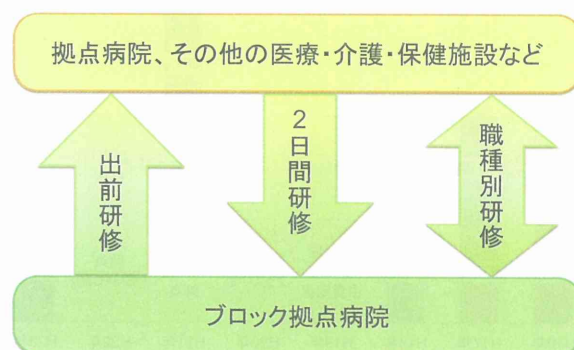 拠点病院、その他の医療・介護・保健施設など
出前研修
2日間研修
職種別研修
ブロック拠点病院